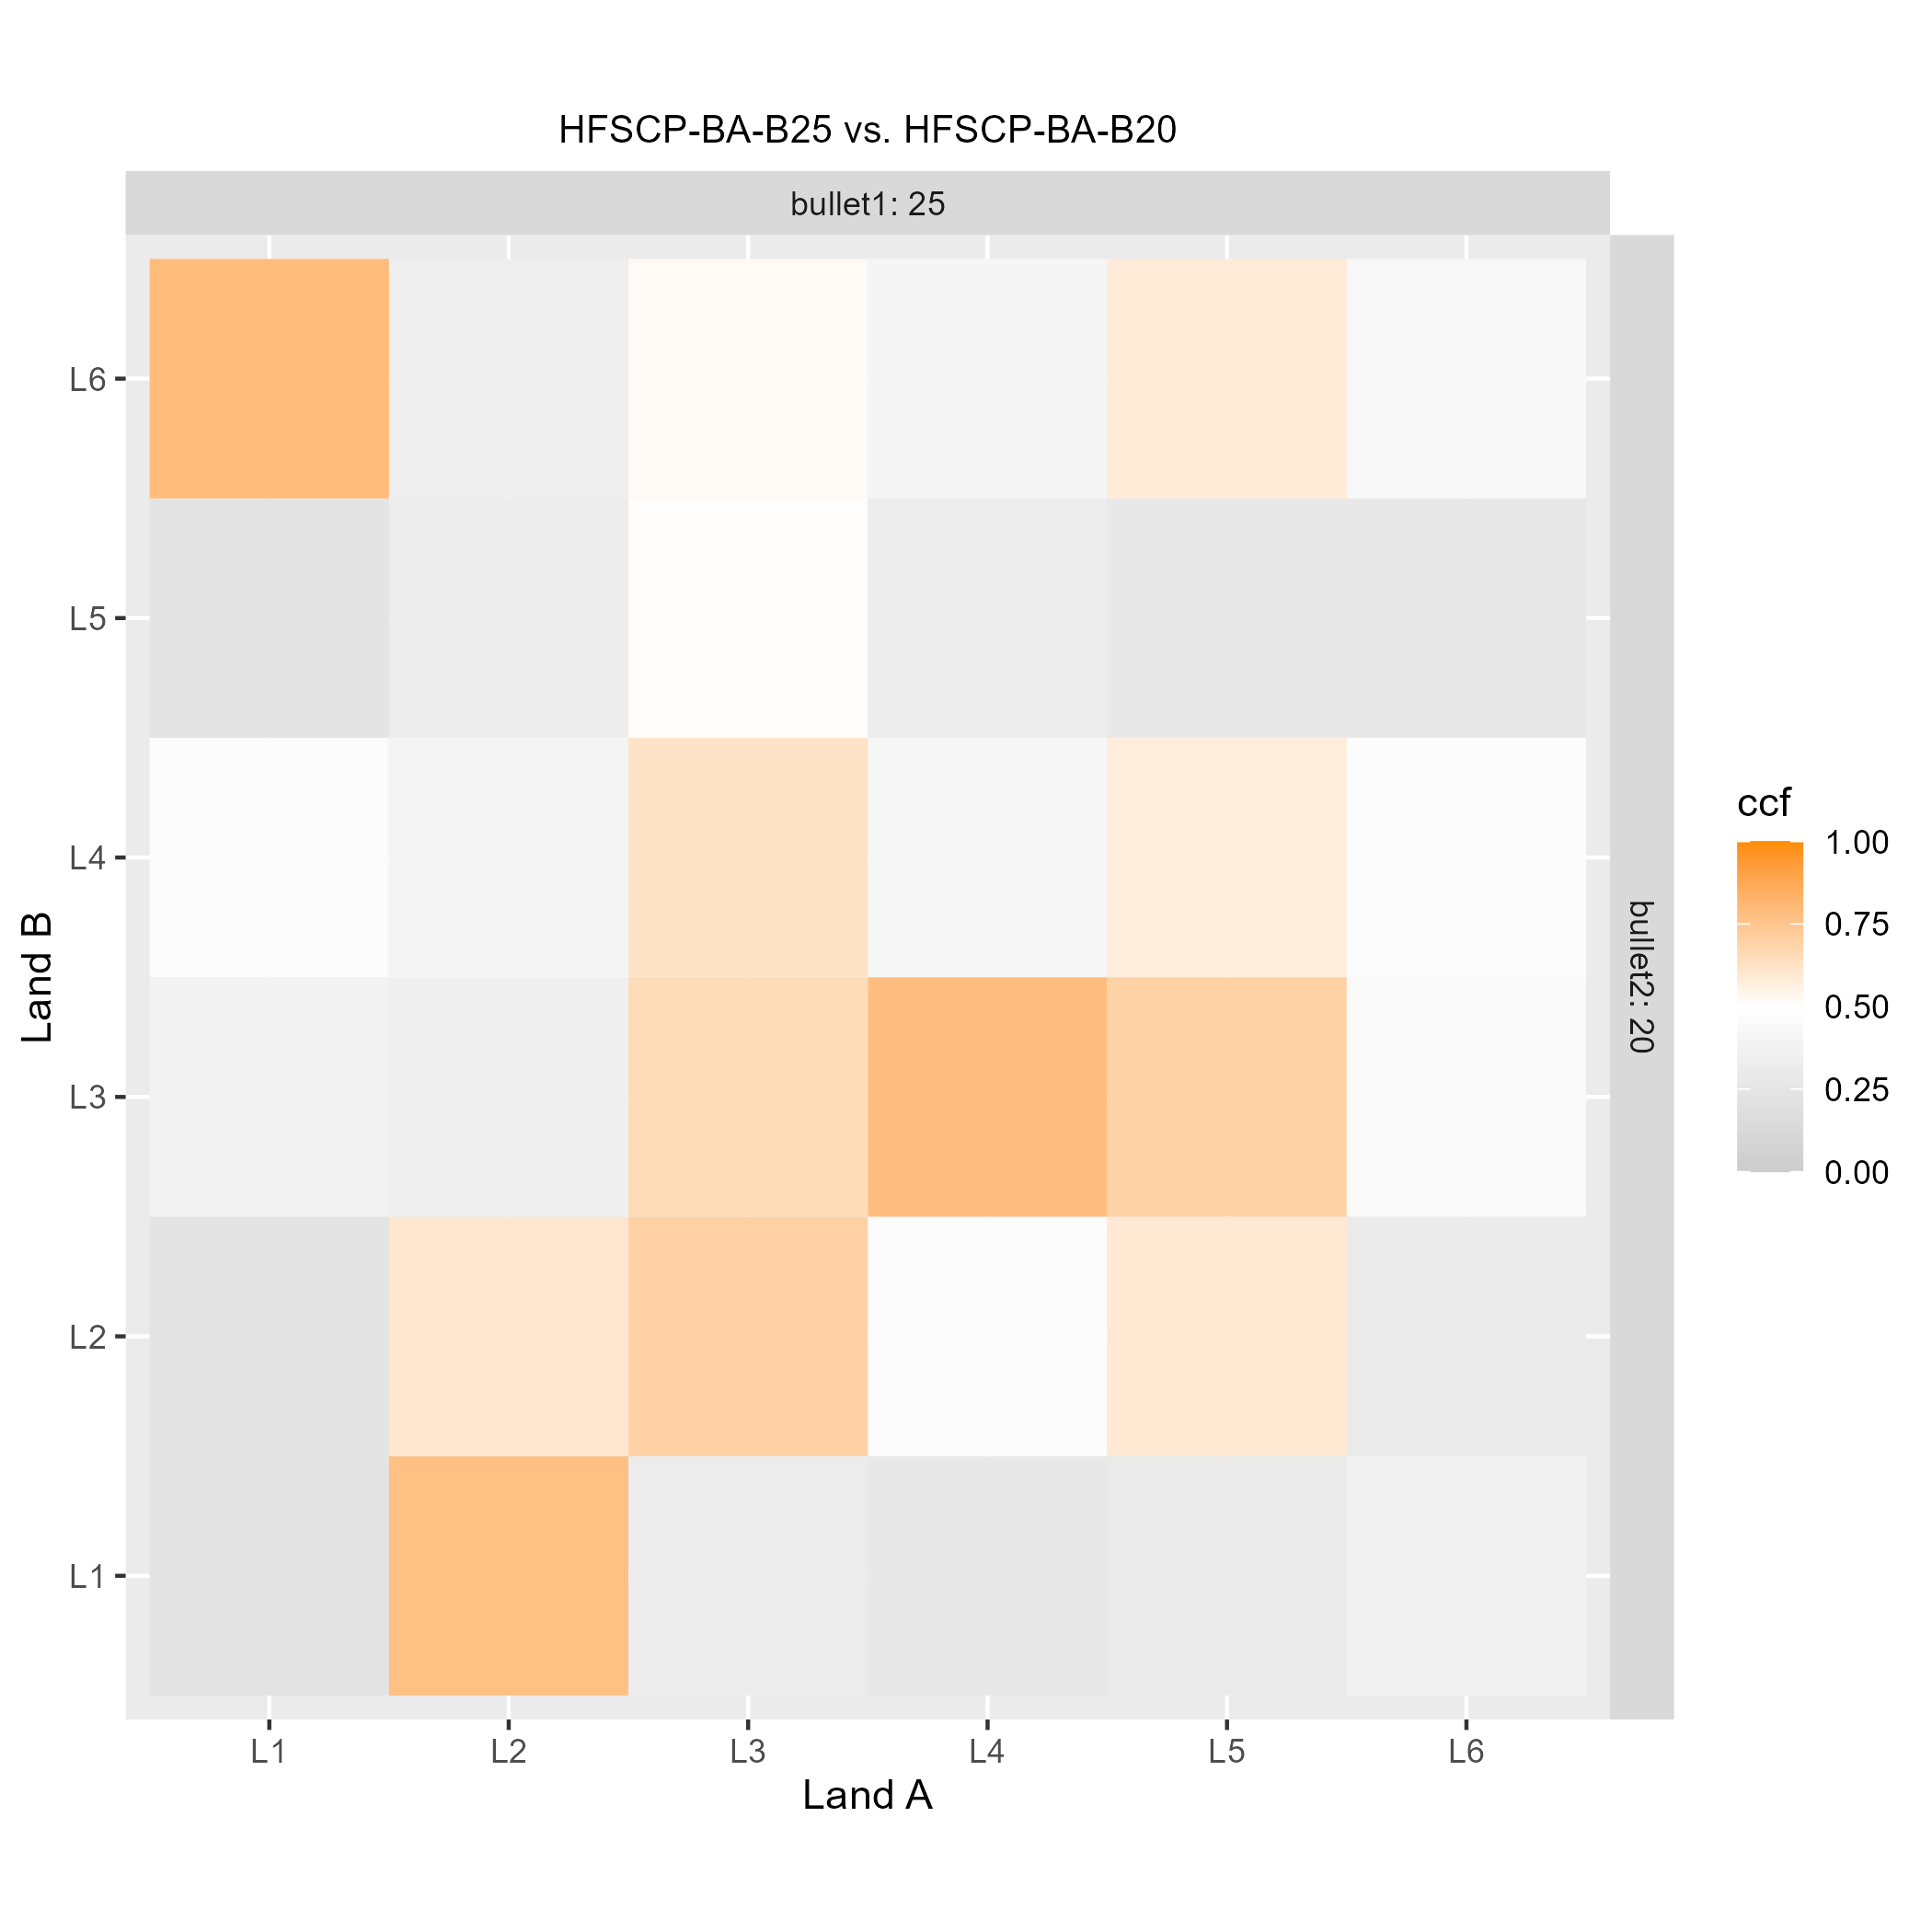 HFSCP-BA-B25 vs. HFSCP-BA-B20
bullet1: 25
L6
L5
L4
L3
L2
L1
Land B
bullet2: 20
ccf
1.00
0.75
0.50
0.25
0.00
L1 L2 L3 L4 L5 L6
Land A